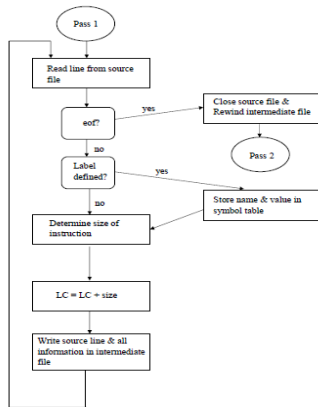 Pass 1
Read line from source
file
eof?
yes
Close source file &
Rewind intermediate file
no
Pass 2
Label
defined?
yes
Store name & value in
symbol table
no
Determine size of
instruction
LC = LC + size
Write source line & all
information in intermediate
file